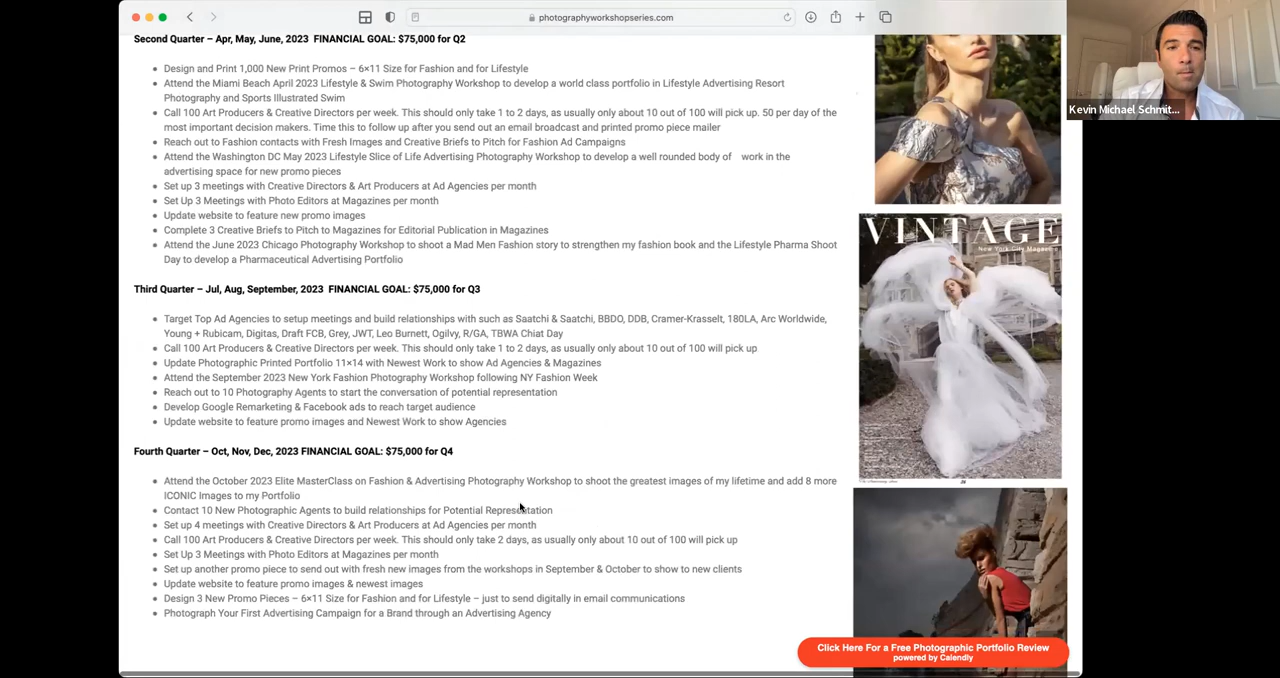 photographyworkshopseries.com
Kevin Michael Schmit...
Second Quarter – Apr, May, June, 2023 FINANCIAL GOAL: $75,000 for Q2
Design and Print 1,000 New Print Promos – 6×11 Size for Fashion and for Lifestyle
Attend the Miami Beach April 2023 Lifestyle & Swim Photography Workshop to develop a world class portfolio in Lifestyle Advertising Resort
Photography and Sports Illustrated Swim
Call 100 Art Producers & Creative Directors per week. This should only take 1 to 2 days, as usually only about 10 out of 100 will pick up. 50 per day of the
most important decision makers. Time this to follow up after you send out an email broadcast and printed promo piece mailer
Reach out to Fashion contacts with Fresh Images and Creative Briefs to Pitch for Fashion Ad Campaigns
Attend the Washington DC May 2023 Lifestyle Slice of Life Advertising Photography Workshop to develop a well rounded body of work in the
advertising space for new promo pieces
Set up 3 meetings with Creative Directors & Art Producers at Ad Agencies per month
Set Up 3 Meetings with Photo Editors at Magazines per month
Update website to feature new promo images
Complete 3 Creative Briefs to Pitch to Magazines for Editorial Publication in Magazines
Attend the June 2023 Chicago Photography Workshop to shoot a Mad Men Fashion story to strengthen my fashion book and the Lifestyle Pharma Shoot
Day to develop a Pharmaceutical Advertising Portfolio
Third Quarter – Jul, Aug, September, 2023 FINANCIAL GOAL: $75,000 for Q3
Target Top Ad Agencies to setup meetings and build relationships with such as Saatchi & Saatchi, BBDO, DDB, Cramer-Krasselt, 180LA, Arc Worldwide,
Young + Rubicam, Digitas, Draft FCB, Grey, JWT, Leo Burnett, Ogilvy, R/GA, TBWA Chiat Day
Call 100 Art Producers & Creative Directors per week. This should only take 1 to 2 days, as usually only about 10 out of 100 will pick up
Update Photographic Printed Portfolio 11×14 with Newest Work to show Ad Agencies & Magazines
Attend the September 2023 New York Fashion Photography Workshop following NY Fashion Week
Reach out to 10 Photography Agents to start the conversation of potential representation
Develop Google Remarketing & Facebook ads to reach target audience
Update website to feature promo images and Newest Work to show Agencies
Fourth Quarter – Oct, Nov, Dec, 2023 FINANCIAL GOAL: $75,000 for Q4
Attend the October 2023 Elite MasterClass on Fashion & Advertising Photography Workshop to shoot the greatest images of my lifetime and add 8 more
ICONIC Images to my Portfolio
Contact 10 New Photographic Agents to build relationships for Potential Representation
Set up 4 meetings with Creative Directors & Art Producers at Ad Agencies per month
Call 100 Art Producers & Creative Directors per week. This should only take 2 days, as usually only about 10 out of 100 will pick up
Set Up 3 Meetings with Photo Editors at Magazines per month
Set up another promo piece to send out with fresh new images from the workshops in September & October to show to new clients
Update website to feature promo images & newest images
Design 3 New Promo Pieces – 6×11 Size for Fashion and for Lifestyle – just to send digitally in email communications
Photograph Your First Advertising Campaign for a Brand through an Advertising Agency
VINTAGE
New York City Magazine
Click Here For a Free Photographic Portfolio Review
powered by Calendly